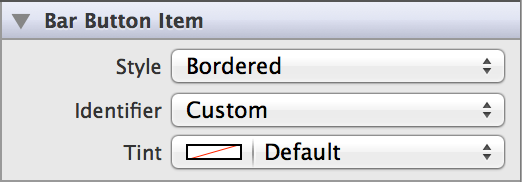 Bar Button Item
Style Bordered
Identifier Custom
Tint Default